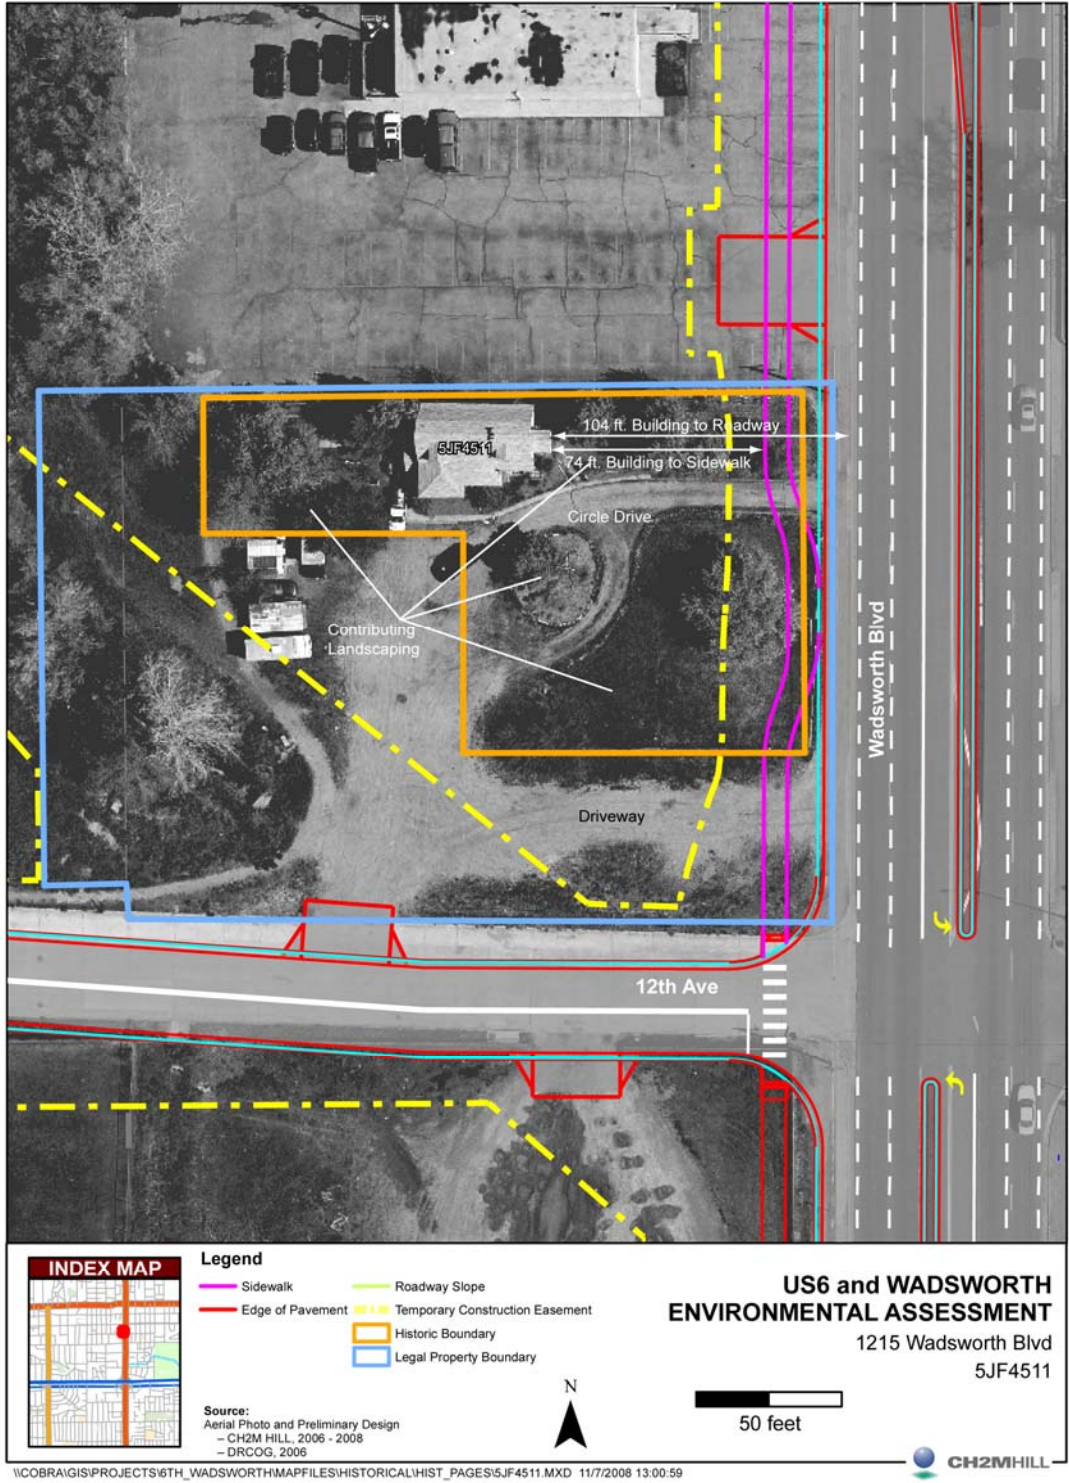 104 ft. Building to Roadway
5JF4511
74 ft. Building to Sidewalk
Circle Drive
Contributing
Landscaping
Wadsworth Blvd
Driveway
12th Ave
INDEX MAP
Legend
Sidewalk
Edge of Pavement
Roadway Slope
Temporary Construction Easement
Historic Boundary
Legal Property Boundary
Source:
Aerial Photo and Preliminary Design
– CH2M HILL, 2006 - 2008
– DRCOG, 2006
N
US6 and WADSWORTH
ENVIRONMENTAL ASSESSMENT
1215 Wadsworth Blvd
5JF4511
50 feet
CH2MHILL
\\COBRA\GIS\PROJECTS\6TH_WADSWORTH\MAPFILES\HISTORICAL\HIST_PAGES\5JF4511.MXD 11/7/2008 13:00:59